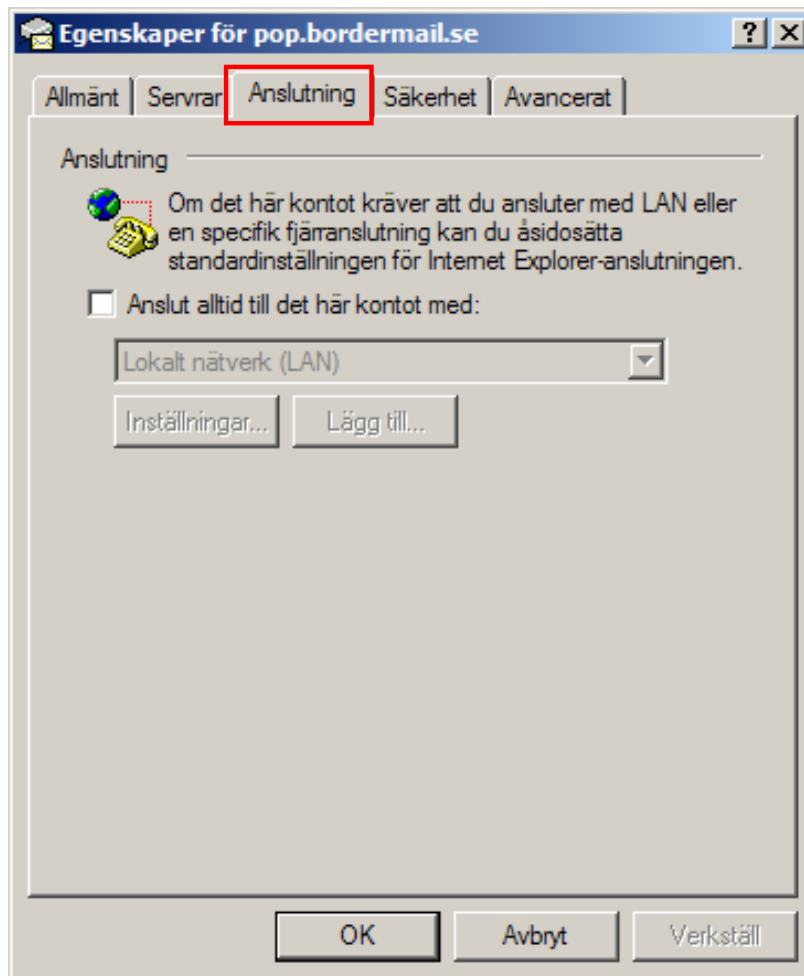 Egenskaper för pop.bordermail.se
Allmänt Servrar Anslutning Säkerhet Avancerat
Anslutning
Om det här kontot kräver att du ansluter med LAN eller
en specifik fjärranslutning kan du åsidosätta
standardinställningen för Internet Explorer-anslutningen.
Anslut alltid till det här kontot med:
Lokalt nätverk (LAN)
Inställningar... Lägg till...
OK Avbryt Verkställ